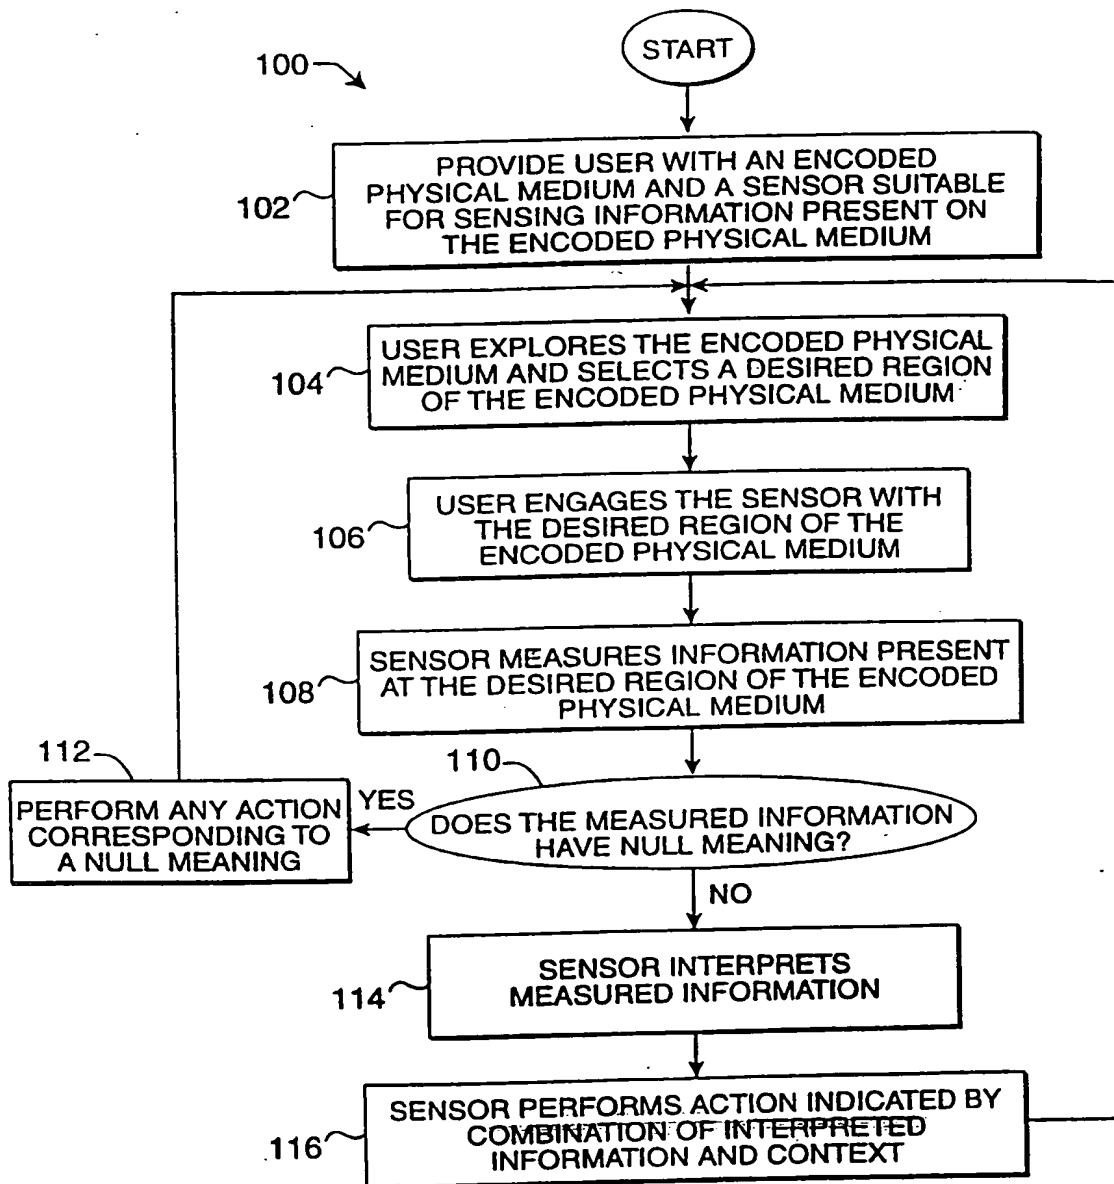 START
100
PROVIDE USER WITH AN ENCODED
PHYSICAL MEDIUM AND A SENSOR SUITABLE
FOR SENSING INFORMATION PRESENT ON
THE ENCODED PHYSICAL MEDIUM
102
USER EXPLORES THE ENCODED PHYSICAL
MEDIUM AND SELECTS A DESIRED REGION
OF THE ENCODED PHYSICAL MEDIUM
104
USER ENGAGES THE SENSOR WITH
THE DESIRED REGION OF THE
ENCODED PHYSICAL MEDIUM
106
SENSOR MEASURES INFORMATION PRESENT
AT THE DESIRED REGION OF THE ENCODED
PHYSICAL MEDIUM
108
110
DOES THE MEASURED INFORMATION
HAVE NULL MEANING?
YES
112
PERFORM ANY ACTION
CORRESPONDING TO
A NULL MEANING
NO
SENSOR INTERPRETS
MEASURED INFORMATION
114
SENSOR PERFORMS ACTION INDICATED BY
COMBINATION OF INTERPRETED
INFORMATION AND CONTEXT
116